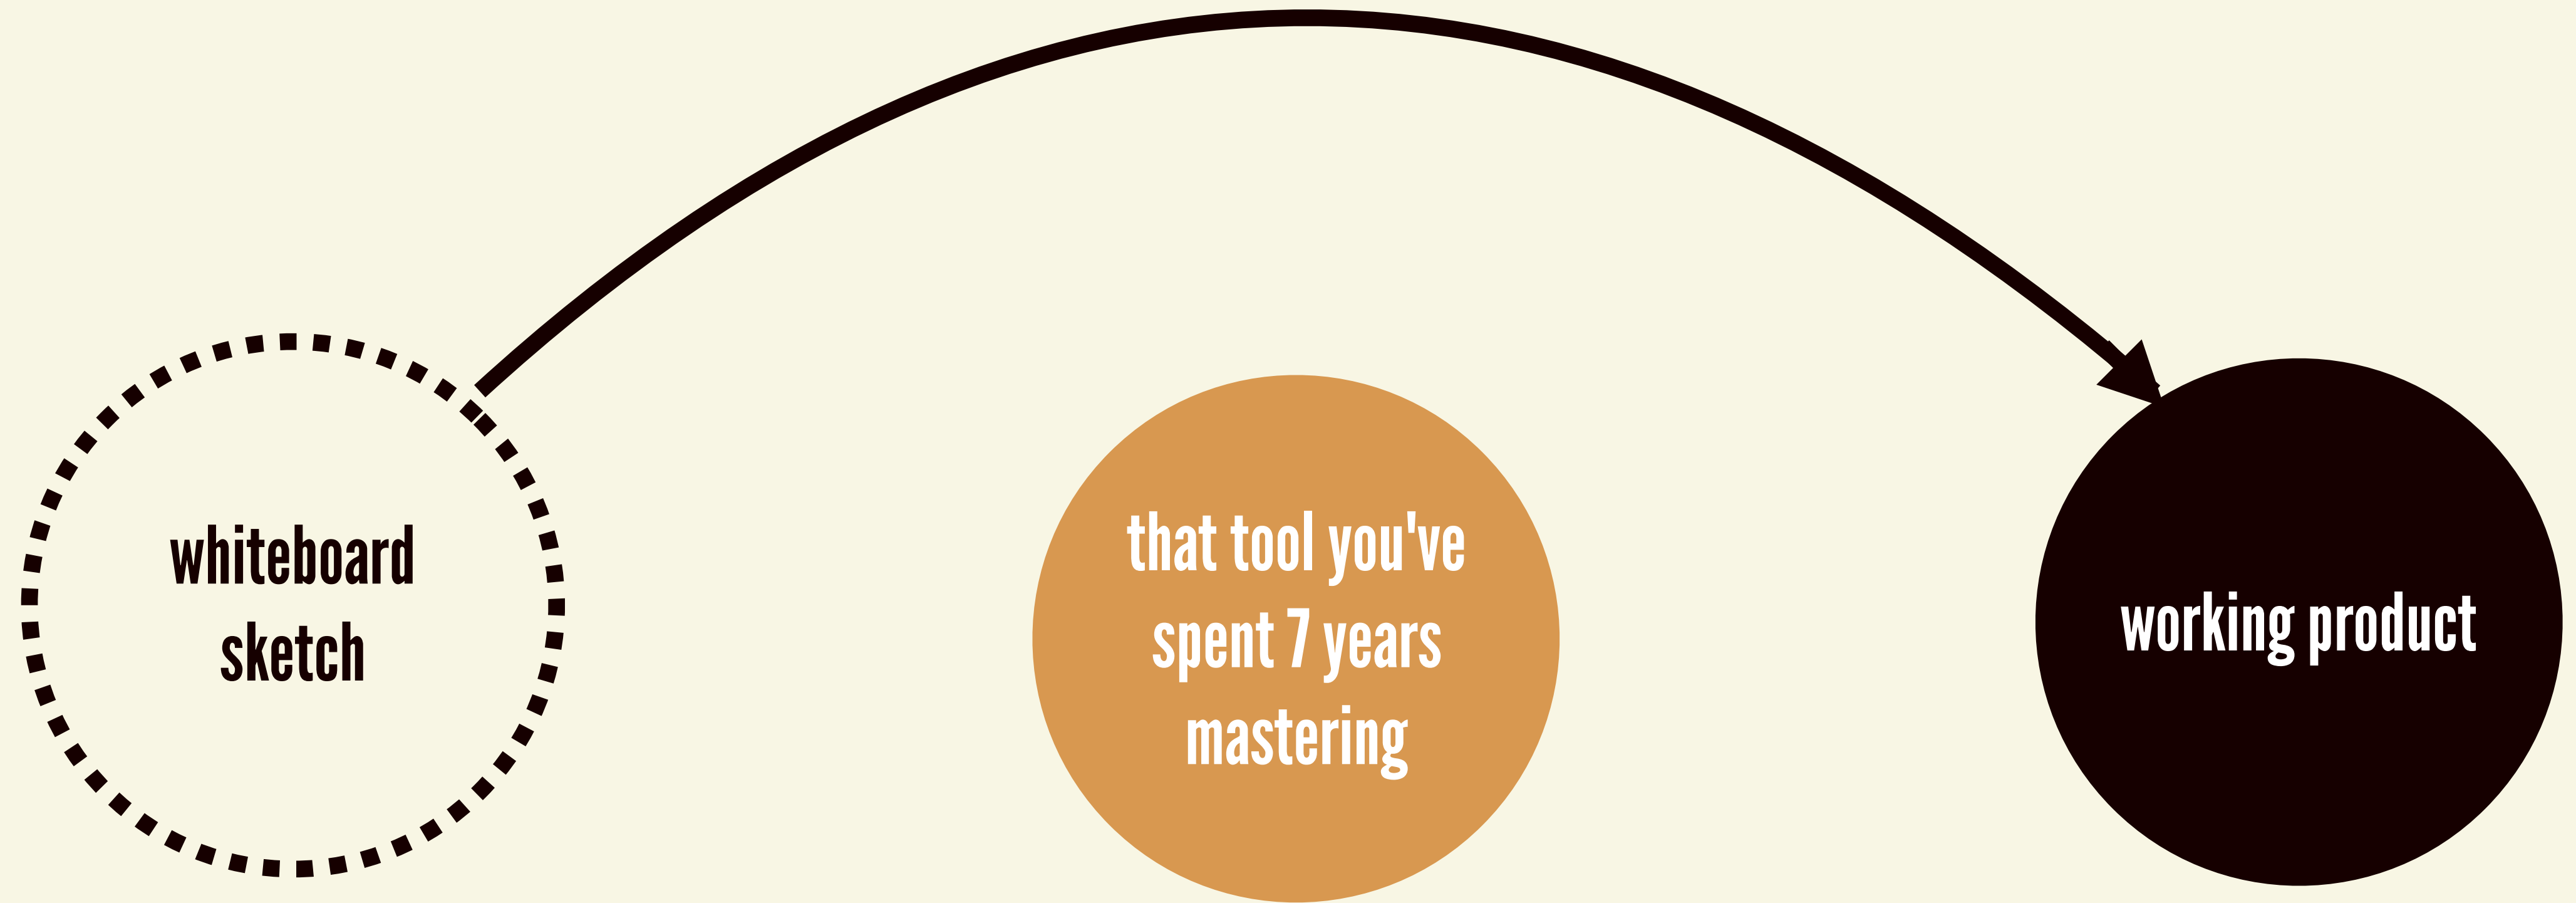 whiteboard
sketch
that tool you've
spent 7 years
mastering
working product